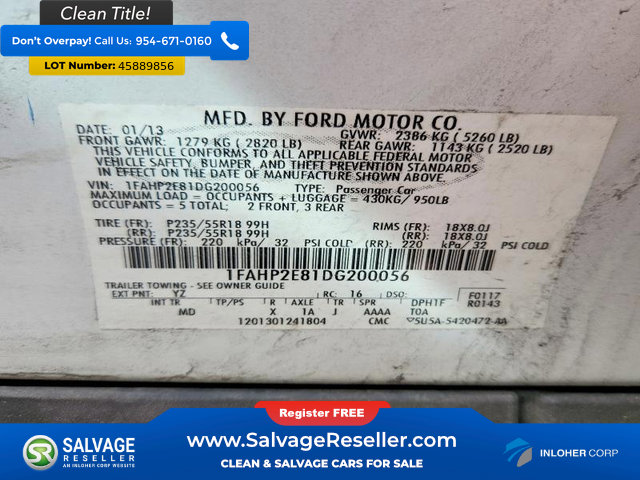 Clean Title!
Don't Overpay! Call Us: 954-671-0160
LOT Number: 45889856
MFD. BY FORD MOTOR CO.
DATE: 01/13 GVWR: 2386 KG ( 5260 LB)
FRONT GAWR: 1279 KG ( 2820 LB) REAR GAWR: 1143 KG ( 2520 LB)
THIS VEHICLE CONFORMS TO ALL APPLICABLE FEDERAL MOTOR
VEHICLE SAFETY, BUMPER, AND THEFT PREVENTION STANDARDS
IN EFFECT ON THE DATE OF MANUFACTURE SHOWN ABOVE.
VIN: 1FAHP2E81DG200056 TYPE: Passenger Car
MAXIMUM LOAD = OCCUPANTS + LUGGAGE = 430KG/ 950LB
OCCUPANTS = 5 TOTAL: 2 FRONT, 3 REAR
TIRE (FR): P235/55R18 99H RIMS (FR): 18X8.0J
(RR): P235/55R18 99H (RR): 18X8.0J
PRESSURE (FR): 220 kPa/ 32 PSI COLD (RR): 220 kPa/ 32 PSI COLD
1FAHP2E81DG200056
TRAILER TOWING - SEE OWNER GUIDE
EXT PNT: YZ RC: 16 DSO: F0117
INT TR TP/PS R AXLE TR SPR DPH1F R0143
MD X 1A J AAAA T0A
1201301241804 CMC 5U5A-5420472-AA
Register FREE
SALVAGE
RESELLER
AN INLOHER CORP WEBSITE
www.SalvageReseller.com
CLEAN & SALVAGE CARS FOR SALE
INLOHER CORP